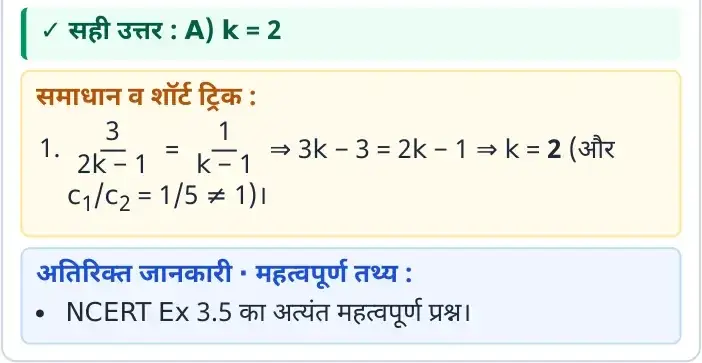 ✓ सही उत्तर : A) k = 2
समाधान व शॉर्ट ट्रिक :
1. 3/(2k − 1) = 1/(k − 1) ⇒ 3k − 3 = 2k − 1 ⇒ k = 2 (और
c₁/c₂ = 1/5 ≠ 1)।
अतिरिक्त जानकारी · महत्वपूर्ण तथ्य :
• NCERT Ex 3.5 का अत्यंत महत्वपूर्ण प्रश्न।